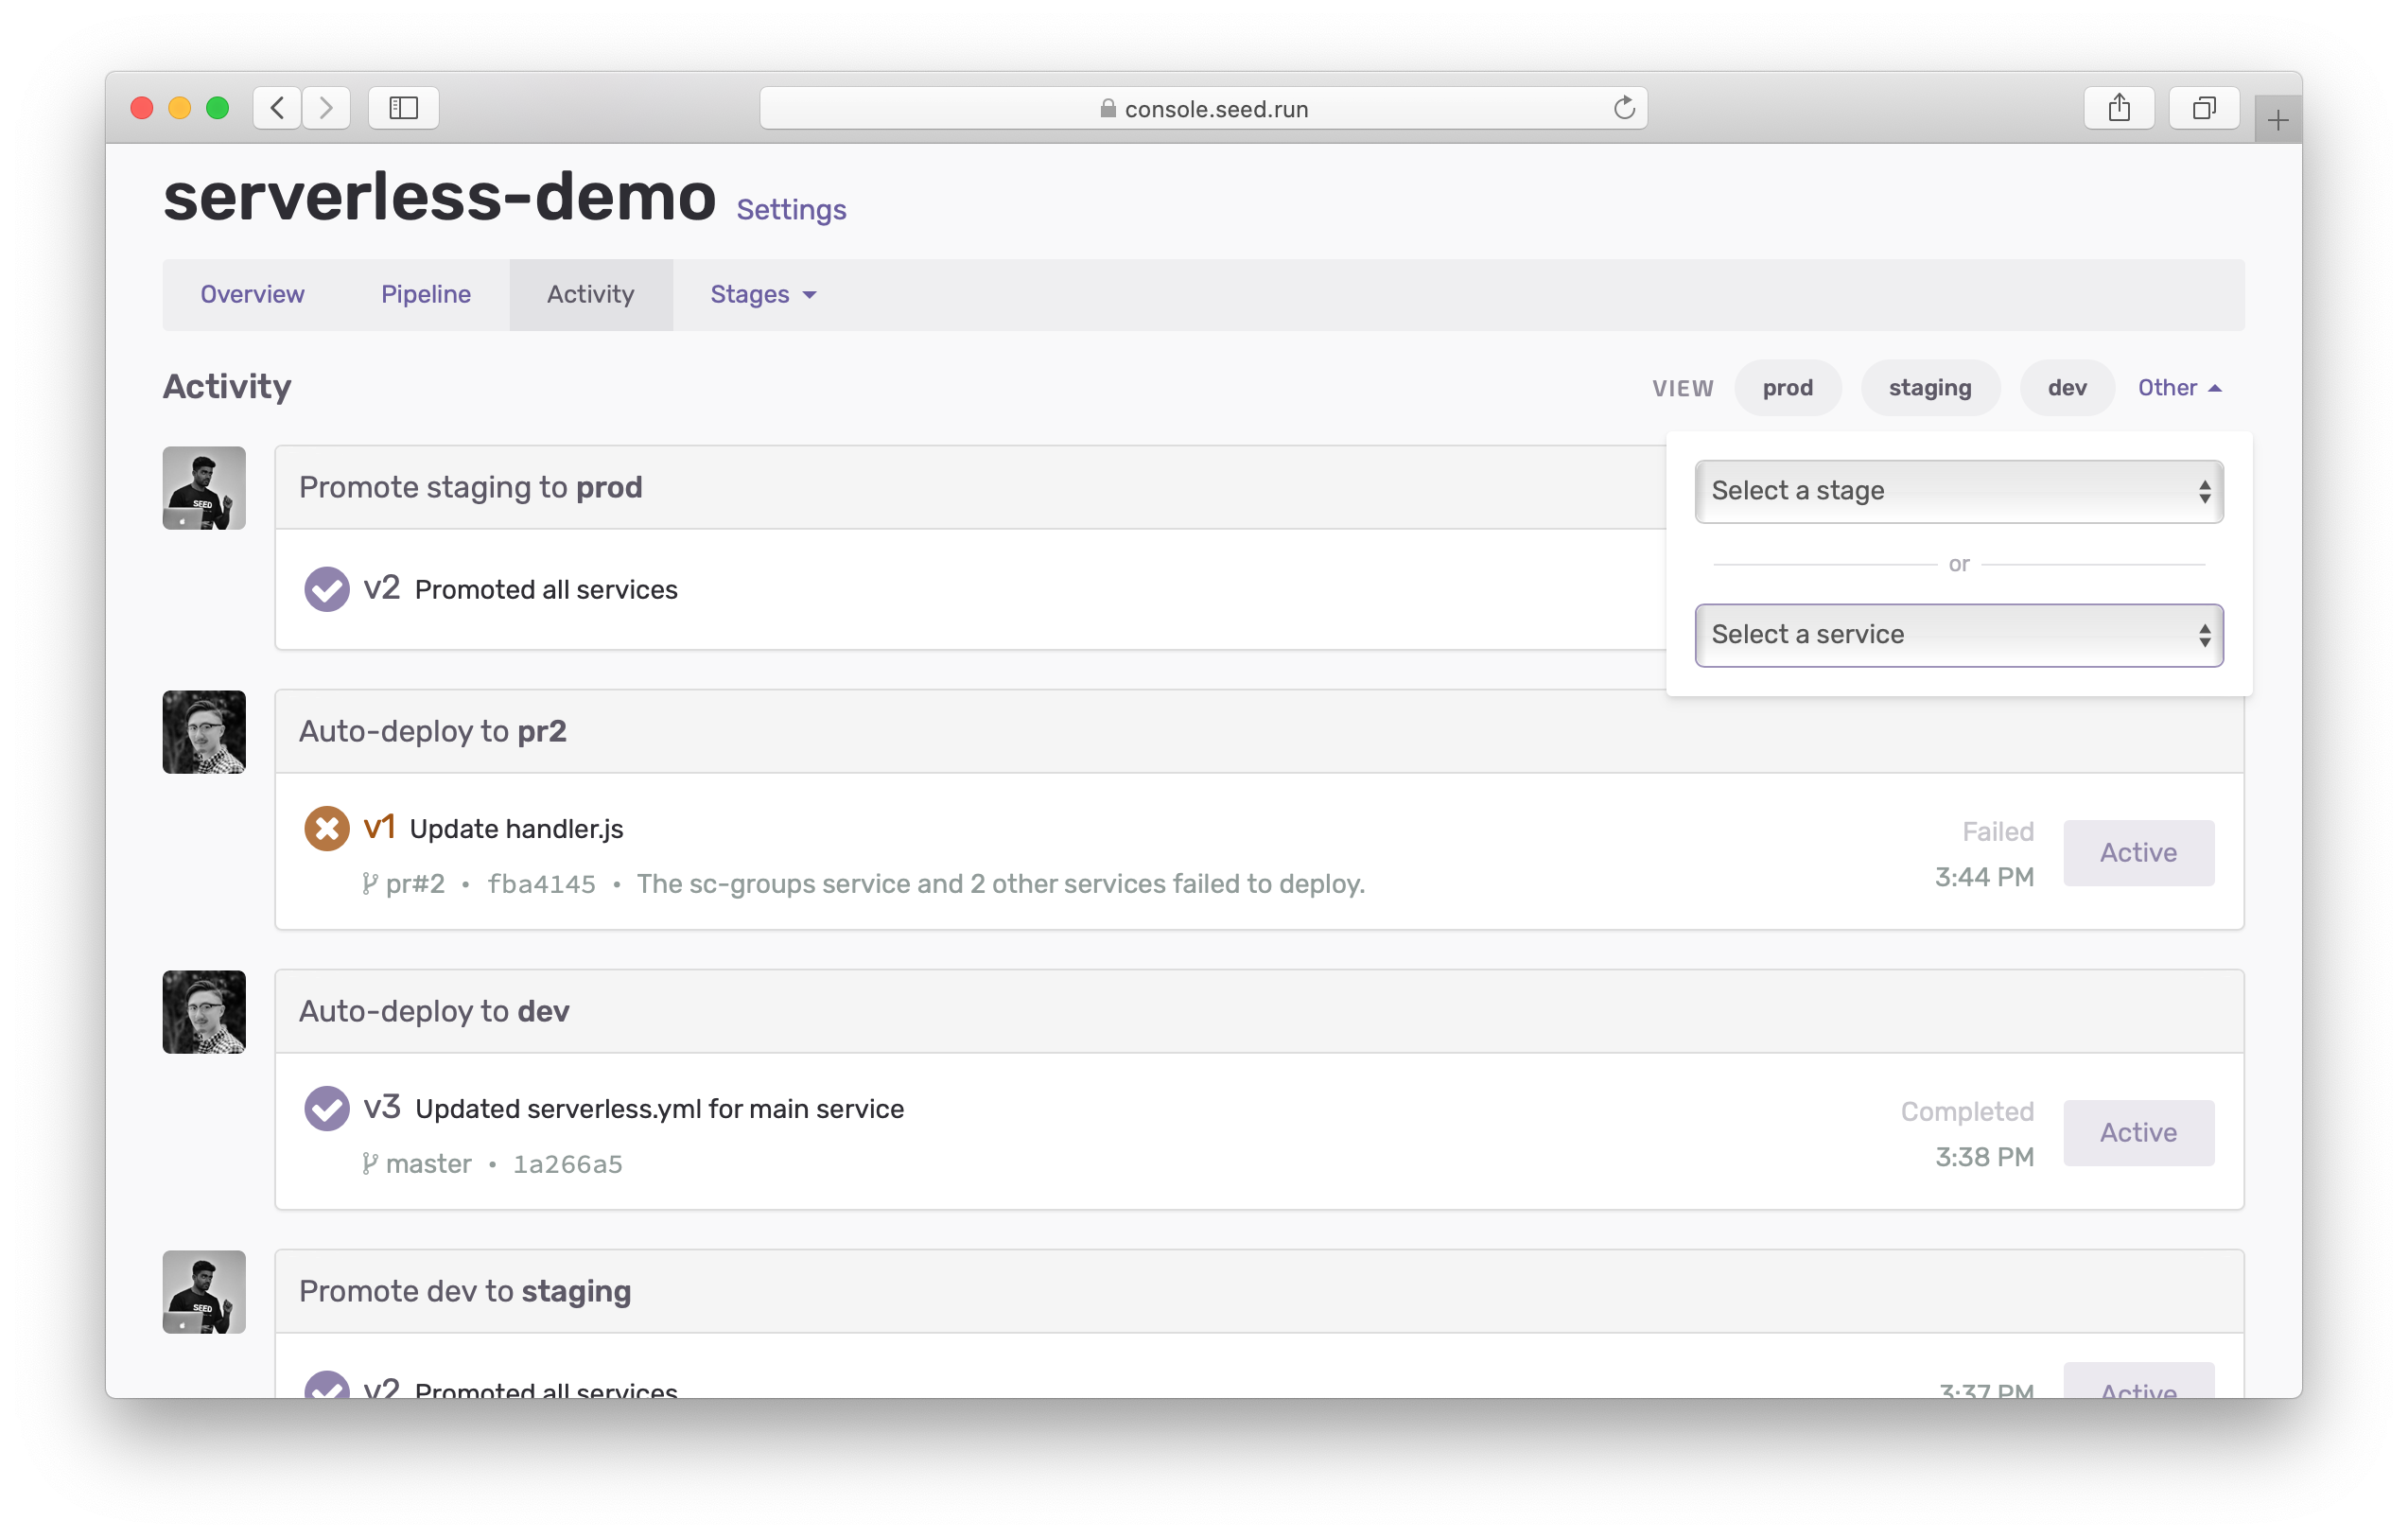 console.seed.run
serverless-demo Settings
Overview Pipeline Activity Stages
Activity VIEW prod staging dev Other
Select a stage
or
Select a service
Promote staging to prod
v2 Promoted all services
SEED
Auto-deploy to pr2
v1 Update handler.js
pr#2 • fba4145 • The sc-groups service and 2 other services failed to deploy.
Failed
3:44 PM
Active
Auto-deploy to dev
v3 Updated serverless.yml for main service
master • 1a266a5
Completed
3:38 PM
Active
Promote dev to staging
SEED
v2 Promoted all services
3:37 PM
Active